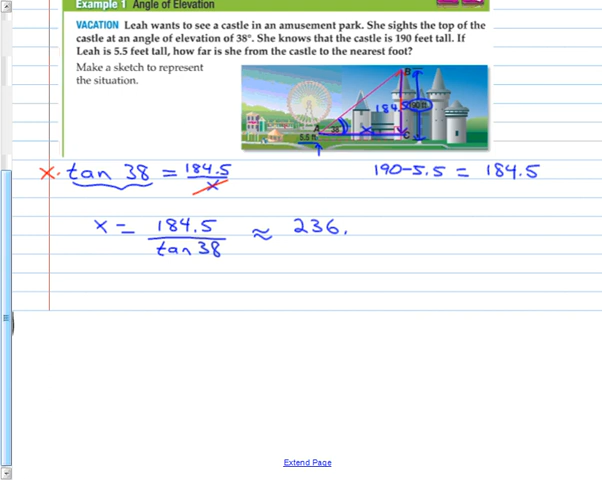 Example 1 Angle of Elevation
VACATION Leah wants to see a castle in an amusement park. She sights the top of the
castle at an angle of elevation of 38°. She knows that the castle is 190 feet tall. If
Leah is 5.5 feet tall, how far is she from the castle to the nearest foot?
Make a sketch to represent
the situation.
B
184.5
190 ft
A
38
x
C
5.5 ft
x · tan 38 = 184.5/x
190-5.5 = 184.5
x = 184.5/tan 38 ≈ 236.
Extend Page